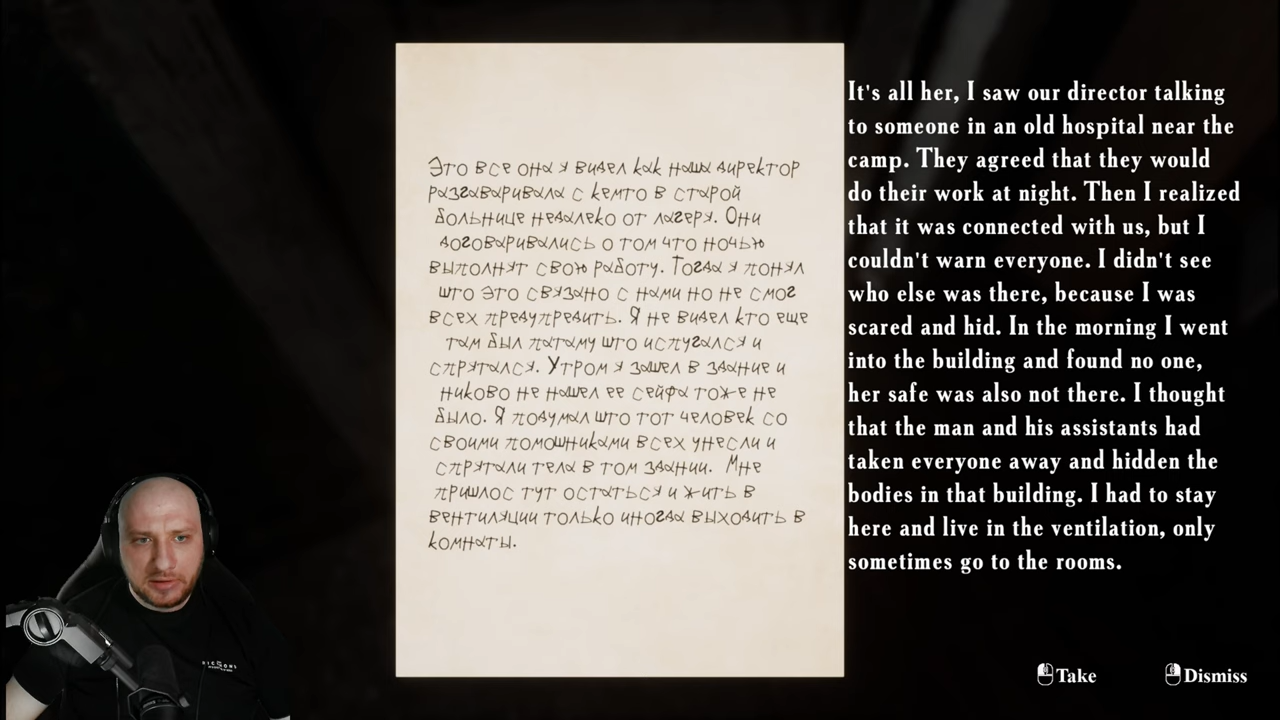 Это все она я видел как наша директор
разгаваривала с кемто в старой
больнице недалеко от лагеря. Они
договаривались о том что ночью
выполнят свою работу. Тогда я понял
што это связано с нами но не смог
всех предупредить. Я не видел кто еще
там был патаму што испугался и
спрятался. Утром я зашел в здание и
никово не нашел ее сейфа тоже не
было. Я подумал што тот человек со
своими помошниками всех унесли и
спрятали тела в том здании. Мне
пришлос тут остаться и жить в
вентиляции только иногда выходить в
комнаты.
It's all her, I saw our director talking
to someone in an old hospital near the
camp. They agreed that they would
do their work at night. Then I realized
that it was connected with us, but I
couldn't warn everyone. I didn't see
who else was there, because I was
scared and hid. In the morning I went
into the building and found no one,
her safe was also not there. I thought
that the man and his assistants had
taken everyone away and hidden the
bodies in that building. I had to stay
here and live in the ventilation, only
sometimes go to the rooms.
Take
Dismiss